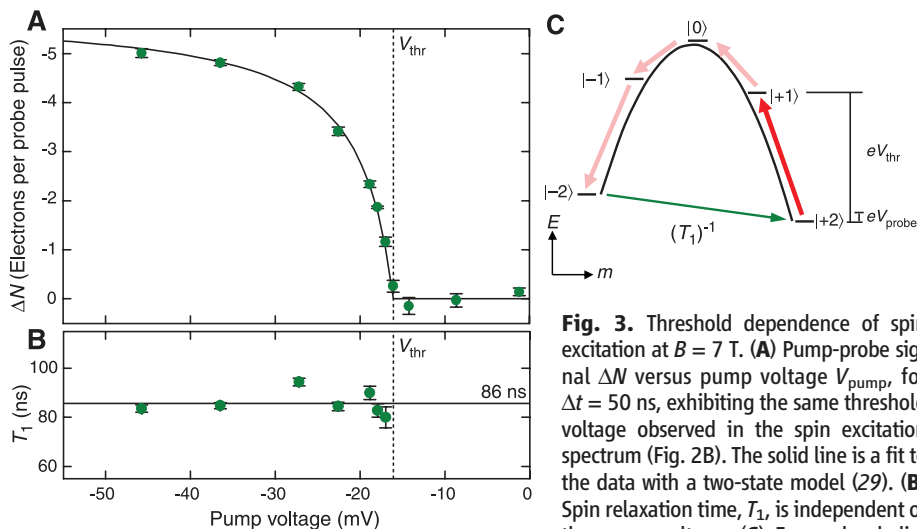 A
V_thr
ΔN (Electrons per probe pulse)
-5
-4
-3
-2
-1
0
B
V_thr
T_1 (ns)
100
80
60
86 ns
-50
-40
-30
-20
-10
0
Pump voltage (mV)
C
|0⟩
|-1⟩
|+1⟩
eV_thr
|-2⟩
|+2⟩
eV_probe
(T_1)^-1
E
m
Fig. 3. Threshold dependence of spin
excitation at B = 7 T. (A) Pump-probe sig
nal ΔN versus pump voltage V_pump, fo
Δt = 50 ns, exhibiting the same threshold
voltage observed in the spin excitation
spectrum (Fig. 2B). The solid line is a fit to
the data with a two-state model (29). (B
Spin relaxation time, T_1, is independent o